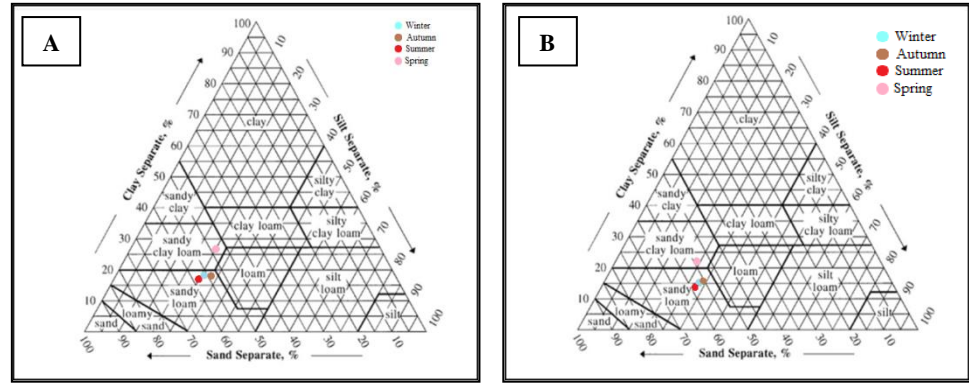 A
Winter
Autumn
Summer
Spring
100
90
80
70
60
50
40
30
20
10
10
20
30
40
50
60
70
80
90
100
Clay Separate, %
Silt Separate, %
clay
silty
clay
sandy
clay
clay loam
silty
clay loam
sandy
clay loam
loam
silt
loam
sandy
loam
loamy
sand
sand
silt
100
90
80
70
60
50
40
30
20
10
Sand Separate, %
B
Winter
Autumn
Summer
Spring
100
90
80
70
60
50
40
30
20
10
10
20
30
40
50
60
70
80
90
100
Clay Separate, %
Silt Separate, %
clay
silty
clay
sandy
clay
clay loam
silty
clay loam
sandy
clay loam
loam
silt
loam
sandy
loam
loamy
sand
sand
silt
100
90
80
70
60
50
40
30
20
10
Sand Separate, %